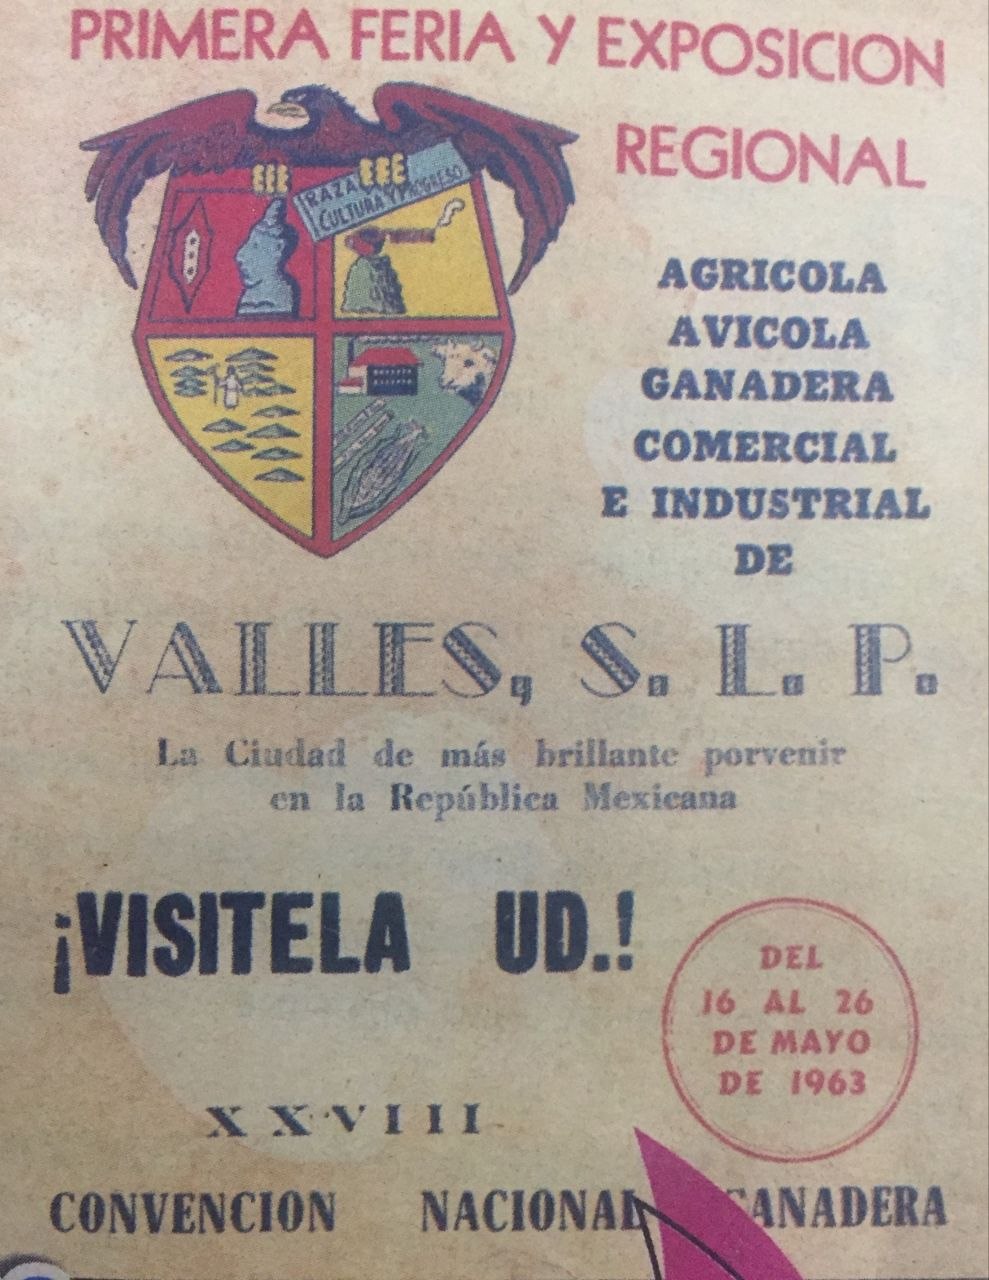 PRIMERA FERIA Y EXPOSICION
REGIONAL
RAZA
CULTURA Y PROGRESO
AGRICOLA
AVICOLA
GANADERA
COMERCIAL
E INDUSTRIAL
DE
VALLES, S. L. P.
La Ciudad de más brillante porvenir
en la República Mexicana
¡VISITELA UD.!
DEL
16 AL 26
DE MAYO
DE 1963
XXVIII
CONVENCION NACIONAL GANADERA